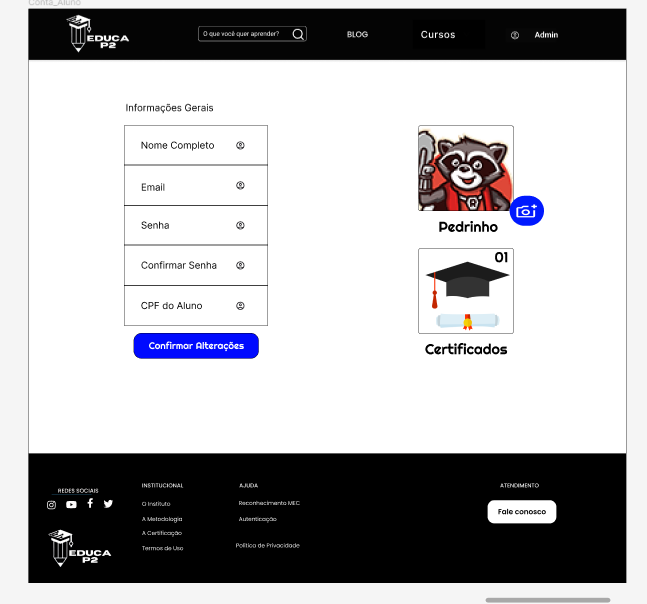 Conta_Aluno
EDUCA
P2
O que você quer aprender?
BLOG
Cursos
Admin
Informações Gerais
Nome Completo
Email
Senha
Confirmar Senha
CPF do Aluno
Confirmar Alterações
R
Pedrinho
01
Certificados
REDES SOCIAIS
INSTITUCIONAL
O Instituto
A Metodologia
A Certificação
Termos de Uso
AJUDA
Reconhecimento MEC
Autenticação
Política de Privacidade
ATENDIMENTO
Fale conosco
EDUCA
P2